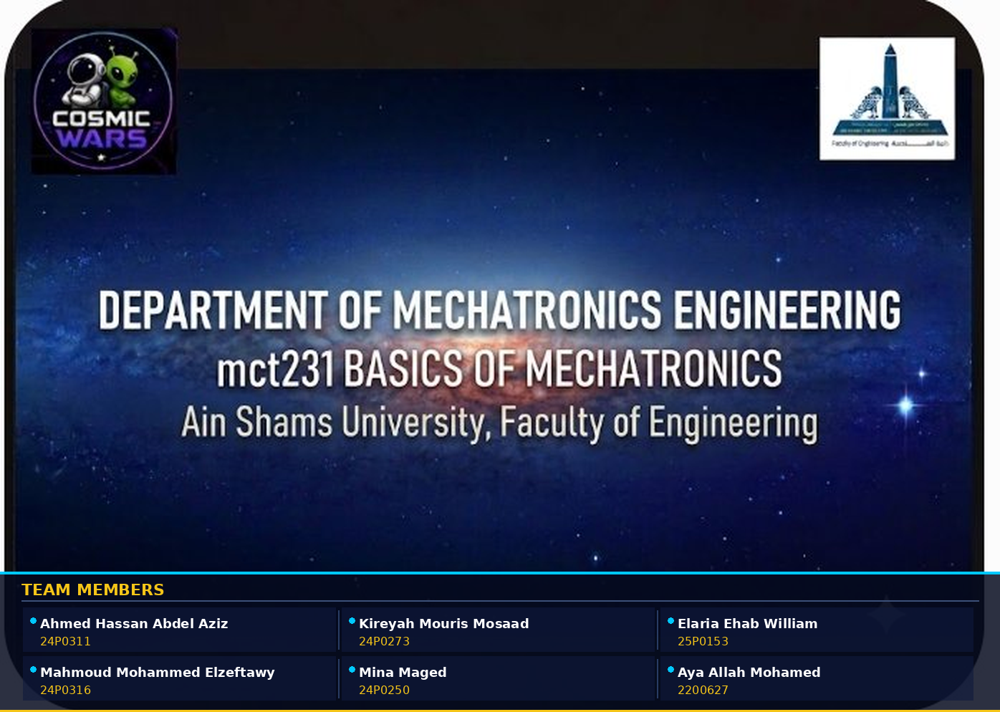 COSMIC
WARS
Faculty of Engineering
DEPARTMENT OF MECHATRONICS ENGINEERING
mct231 BASICS OF MECHATRONICS
Ain Shams University, Faculty of Engineering
TEAM MEMBERS
Ahmed Hassan Abdel Aziz
24P0311
Kireyah Mouris Mosaad
24P0273
Elaria Ehab William
25P0153
Mahmoud Mohammed Elzeftawy
24P0316
Mina Maged
24P0250
Aya Allah Mohamed
2200627